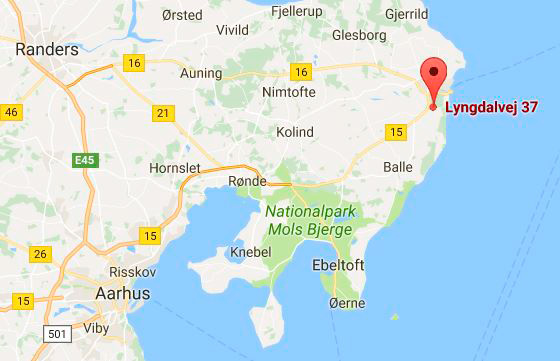 Fjellerup
Gjerrild
Ørsted
Vivild
Glesborg
Randers
16
Auning
16
Nimtofte
46
21
Lyngdalvej 37
Kolind
15
E45
Hornslet
Balle
Rønde
Nationalpark
Mols Bjerge
15
26
Knebel
Risskov
Ebeltoft
15
Aarhus
Øerne
501
Viby